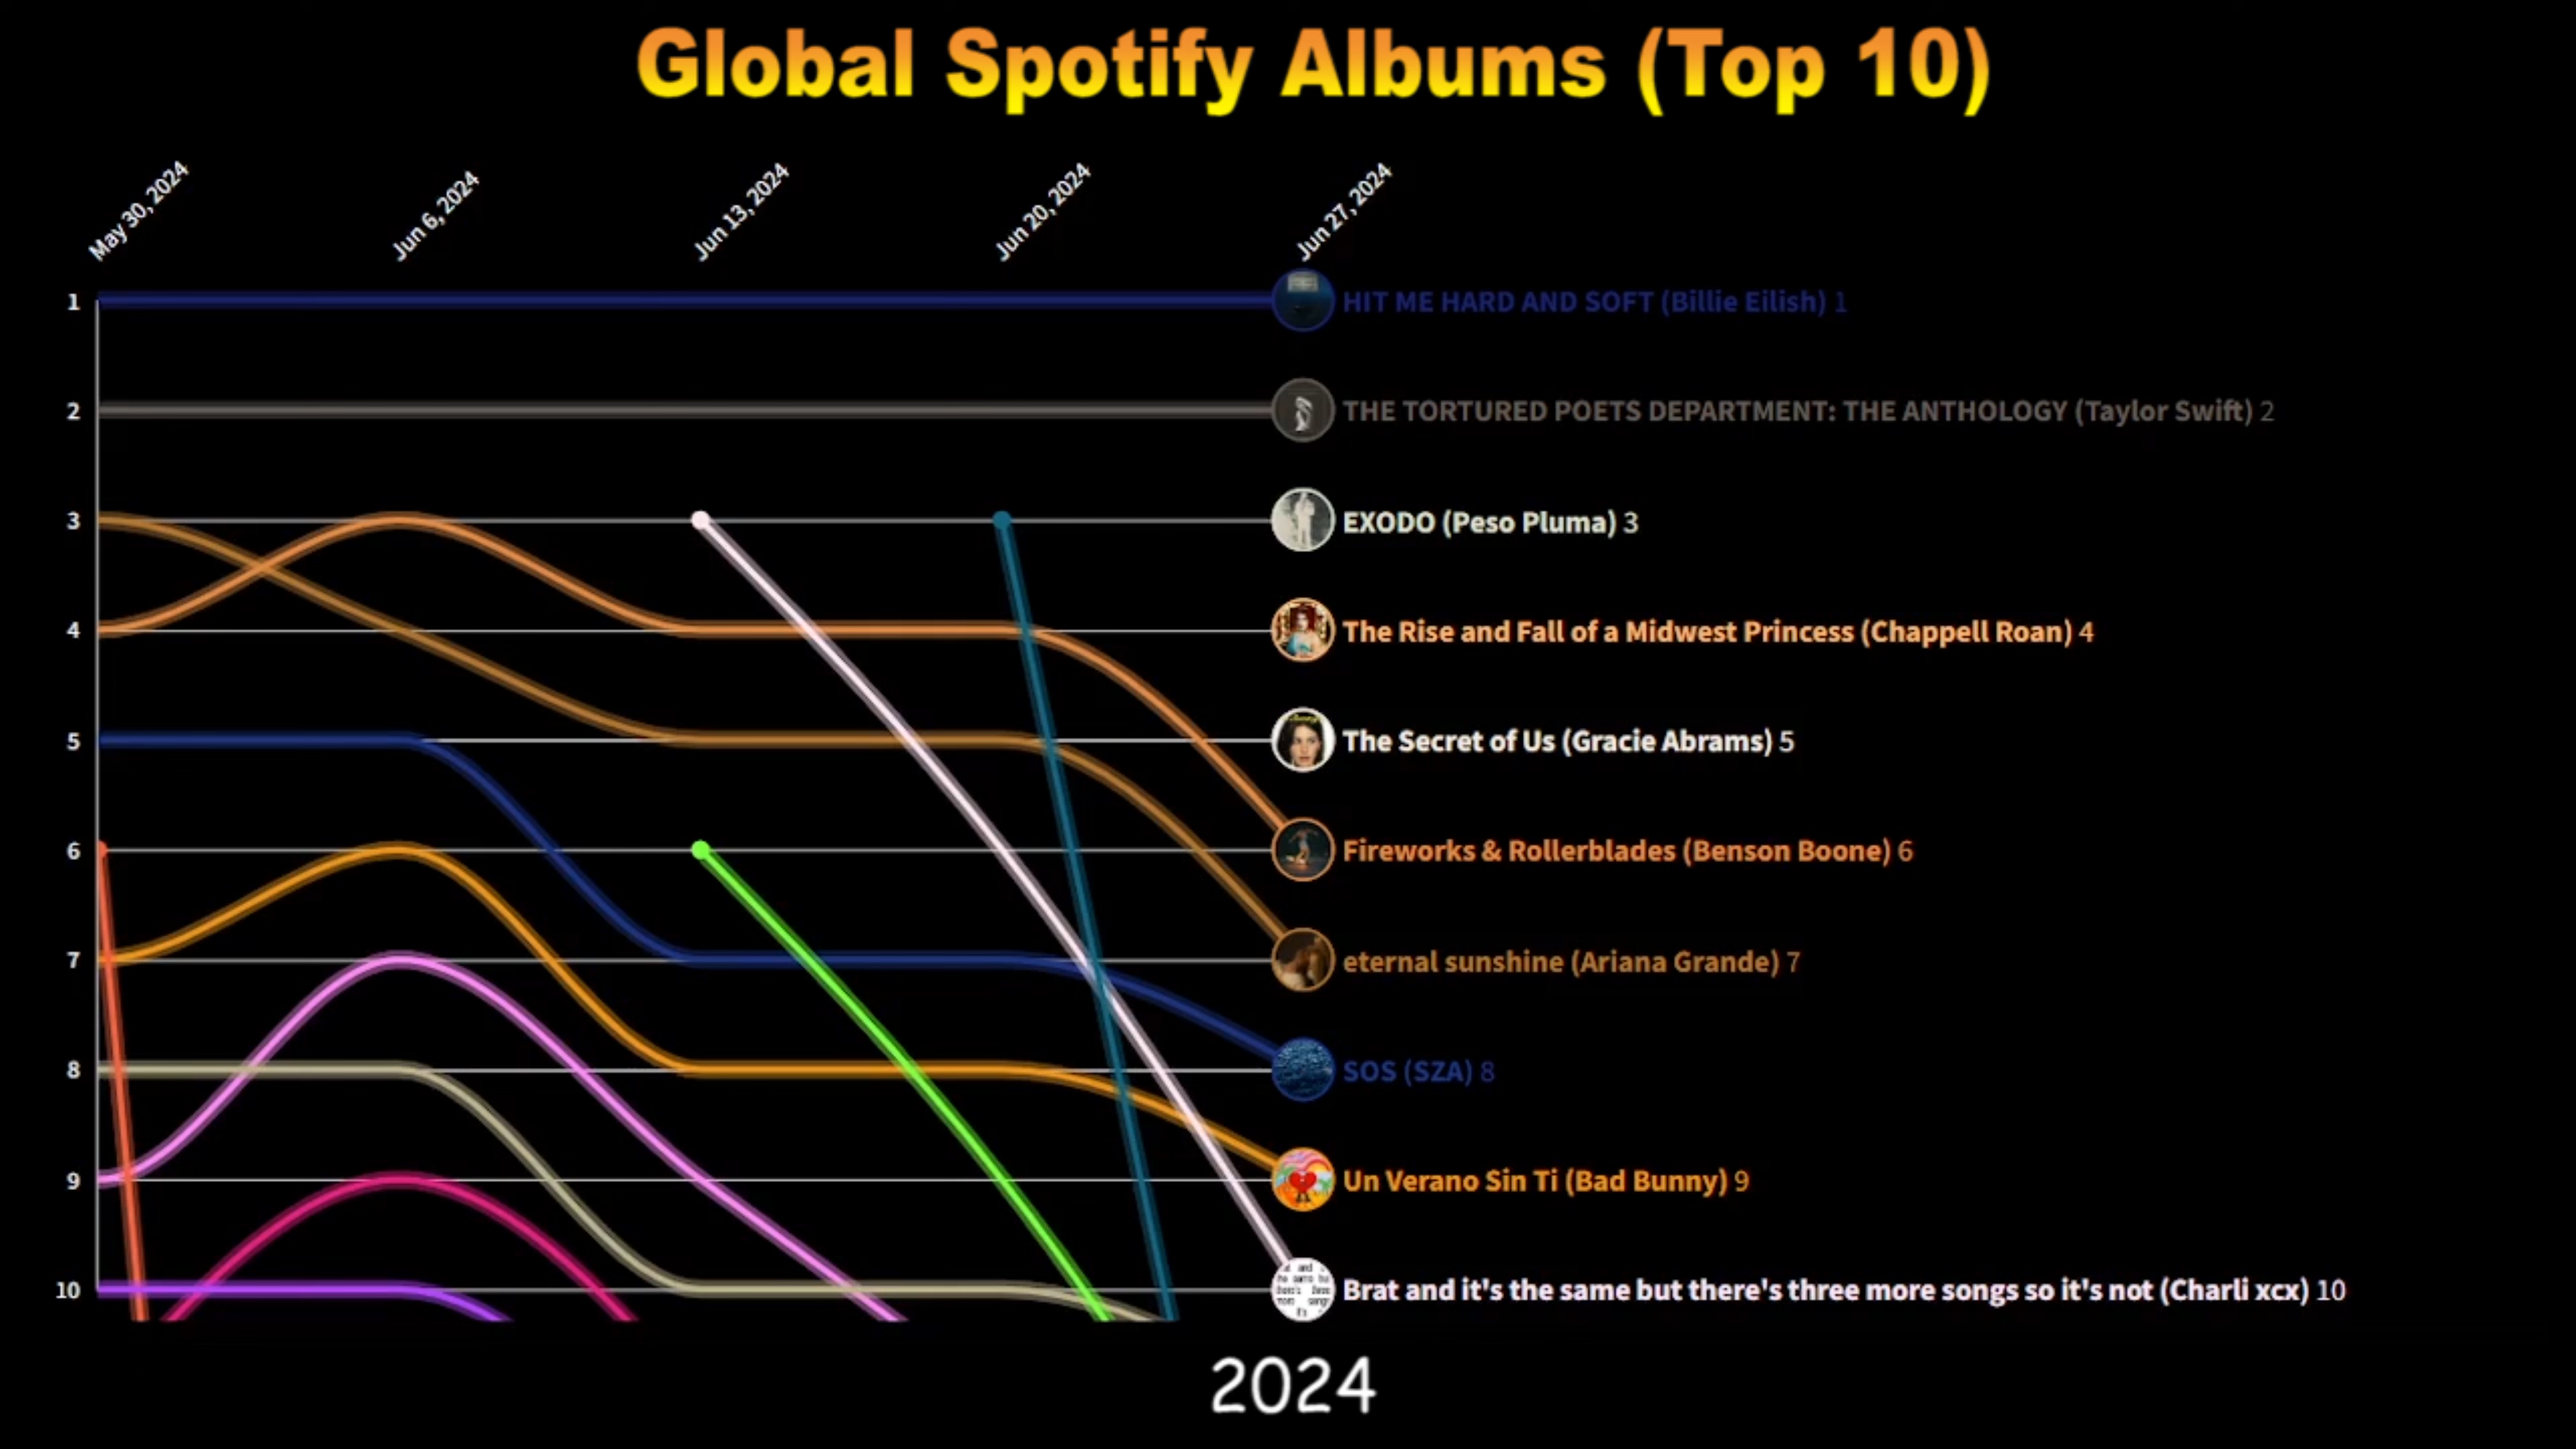 Global Spotify Albums (Top 10)
May 30, 2024
Jun 6, 2024
Jun 13, 2024
Jun 20, 2024
Jun 27, 2024
1
HIT ME HARD AND SOFT (Billie Eilish) 1
2
THE TORTURED POETS DEPARTMENT: THE ANTHOLOGY (Taylor Swift) 2
3
EXODO (Peso Pluma) 3
4
The Rise and Fall of a Midwest Princess (Chappell Roan) 4
5
The Secret of Us (Gracie Abrams) 5
6
Fireworks & Rollerblades (Benson Boone) 6
7
eternal sunshine (Ariana Grande) 7
8
SOS (SZA) 8
9
Un Verano Sin Ti (Bad Bunny) 9
10
Brat and it's the same but there's three more songs so it's not (Charli xcx) 10
2024